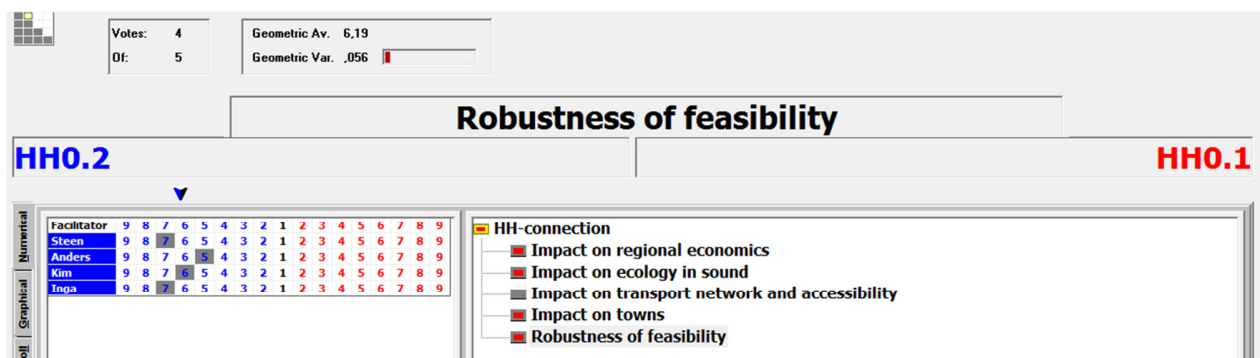 Votes: 4
Of: 5
Geometric Av. 6,19
Geometric Var. ,056
Robustness of feasibility
HH0.2
HH0.1
Numerical
Graphical
Facilitator 9 8 7 6 5 4 3 2 1 2 3 4 5 6 7 8 9
Steen 9 8 7 6 5 4 3 2 1 2 3 4 5 6 7 8 9
Anders 9 8 7 6 5 4 3 2 1 2 3 4 5 6 7 8 9
Kim 9 8 7 6 5 4 3 2 1 2 3 4 5 6 7 8 9
Inga 9 8 7 6 5 4 3 2 1 2 3 4 5 6 7 8 9
HH-connection
Impact on regional economics
Impact on ecology in sound
Impact on transport network and accessibility
Impact on towns
Robustness of feasibility